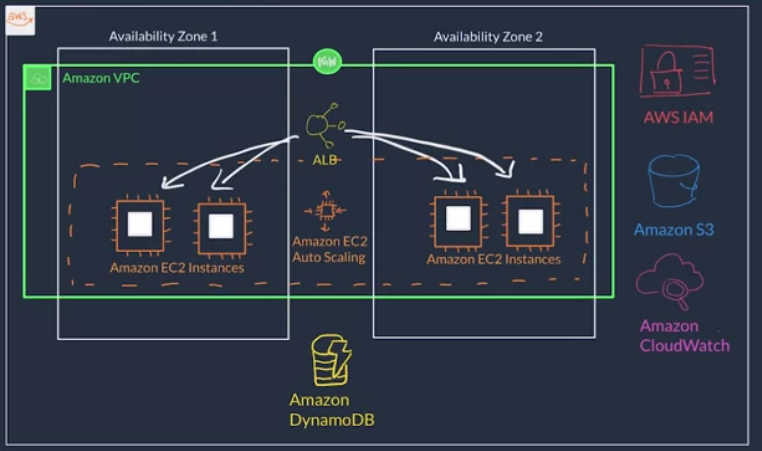 aws
Availability Zone 1
Availability Zone 2
IGW
Amazon VPC
AWS IAM
ALB
Amazon S3
Amazon EC2
Auto Scaling
Amazon EC2 Instances
Amazon EC2 Instances
Amazon
CloudWatch
Amazon
DynamoDB